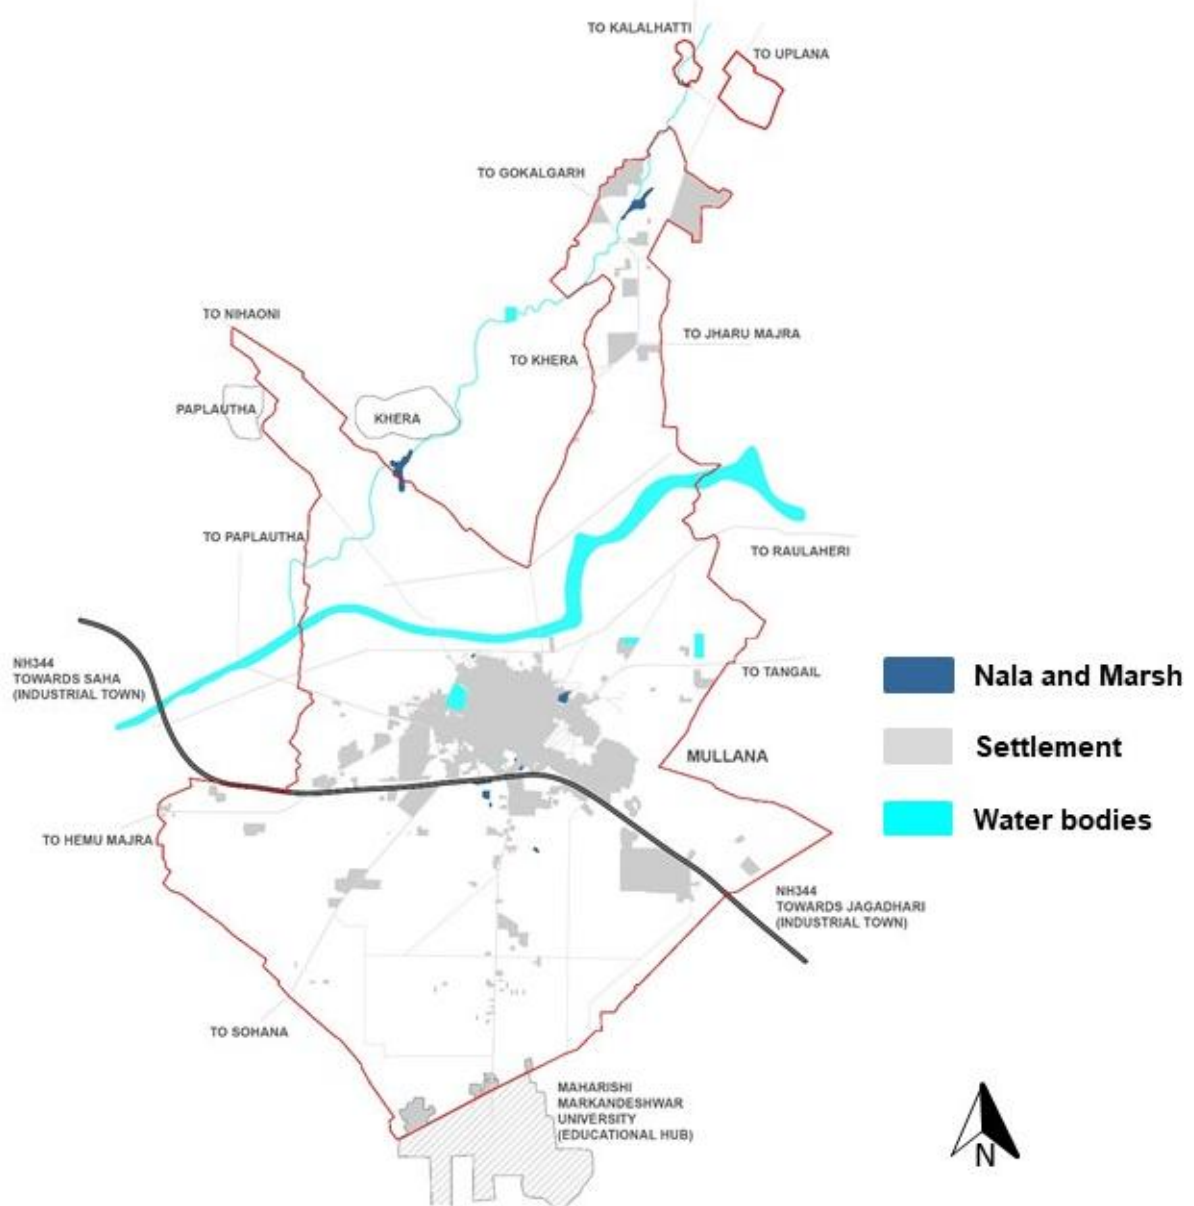 TO KALALHATTI
TO UPLANA
TO GOKALGARH
TO NIHAONI
TO JHARU MAJRA
TO KHERA
PAPLAUTHA
KHERA
TO PAPLAUTHA
TO RAULAHERI
NH344
TOWARDS SAHA
(INDUSTRIAL TOWN)
TO TANGAIL
Nala and Marsh
Settlement
MULLANA
Water bodies
TO HEMU MAJRA
NH344
TOWARDS JAGADHARI
(INDUSTRIAL TOWN)
TO SOHANA
MAHARISHI
MARKANDESHWAR
UNIVERSITY
(EDUCATIONAL HUB)
N